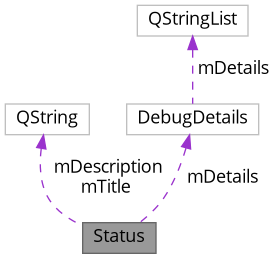 QStringList
mDetails
QString
DebugDetails
mDescription
mTitle
mDetails
Status